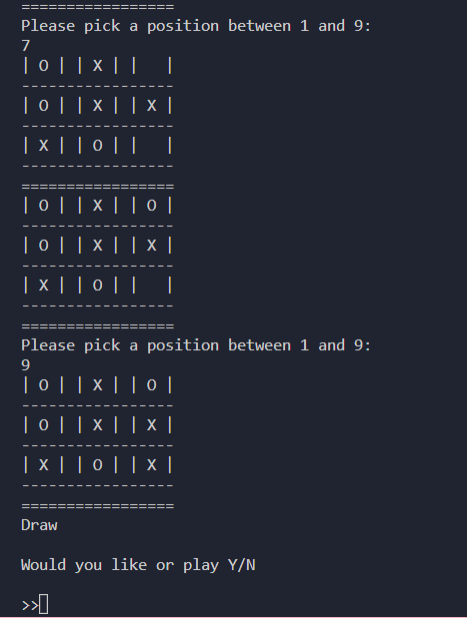 =================
Please pick a position between 1 and 9:
7
| O | | X | |   |
-----------------
| O | | X | | X |
-----------------
| X | | O | |   |
-----------------
=================
| O | | X | | O |
-----------------
| O | | X | | X |
-----------------
| X | | O | |   |
-----------------
=================
Please pick a position between 1 and 9:
9
| O | | X | | O |
-----------------
| O | | X | | X |
-----------------
| X | | O | | X |
-----------------
=================
Draw
Would you like or play Y/N
>>